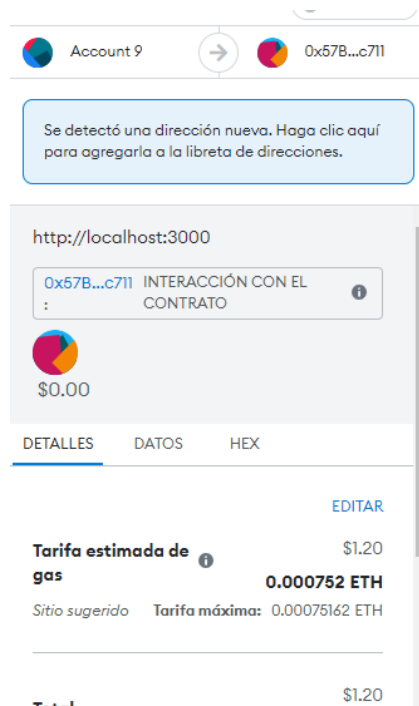 Account 9
0x57B...c711
Se detectó una dirección nueva. Haga clic aquí
para agregarla a la libreta de direcciones.
http://localhost:3000
0x57B...c711 INTERACCIÓN CON EL
: CONTRATO
$0.00
DETALLES DATOS HEX
EDITAR
Tarifa estimada de $1.20
gas 0.000752 ETH
Sitio sugerido Tarifa máxima: 0.00075162 ETH
$1.20
Total